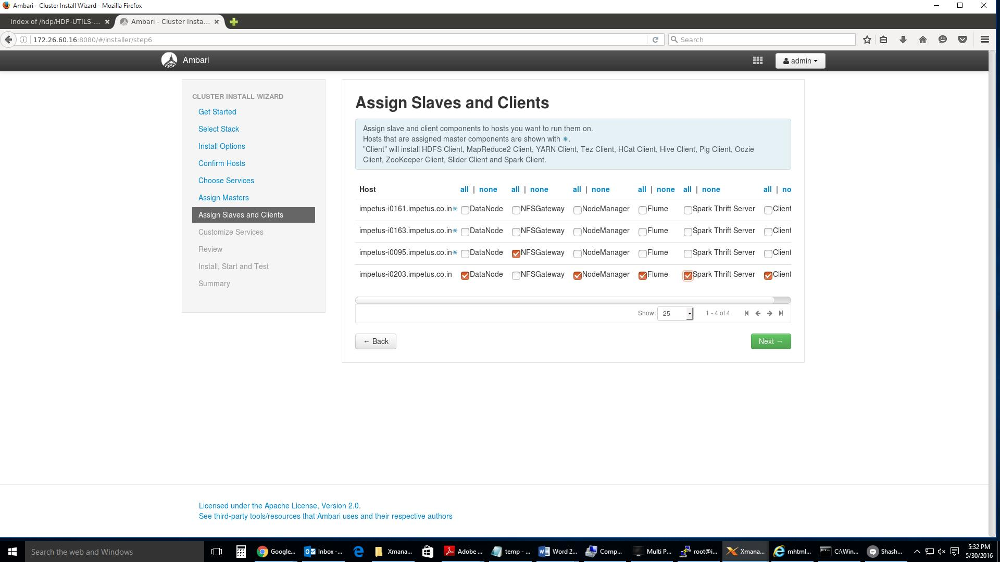 Ambari - Cluster Install Wizard - Mozilla Firefox
Index of /hdp/HDP-UTILS-...
Ambari - Cluster Insta...
172.26.60.16:8080/#/installer/step6
Search
Ambari
admin
CLUSTER INSTALL WIZARD
Get Started
Select Stack
Install Options
Confirm Hosts
Choose Services
Assign Masters
Assign Slaves and Clients
Customize Services
Review
Install, Start and Test
Summary
Assign Slaves and Clients
Assign slave and client components to hosts you want to run them on.
Hosts that are assigned master components are shown with ✵.
"Client" will install HDFS Client, MapReduce2 Client, YARN Client, Tez Client, HCat Client, Hive Client, Pig Client, Oozie
Client, ZooKeeper Client, Slider Client and Spark Client.
Host all | none all | none all | none all | none all | none all | no
impetus-i0161.impetus.co.in✵ DataNode NFSGateway NodeManager Flume Spark Thrift Server Client
impetus-i0163.impetus.co.in✵ DataNode NFSGateway NodeManager Flume Spark Thrift Server Client
impetus-i0095.impetus.co.in✵ DataNode NFSGateway NodeManager Flume Spark Thrift Server Client
impetus-i0203.impetus.co.in DataNode NFSGateway NodeManager Flume Spark Thrift Server Client
Show: 25 1 - 4 of 4
← Back
Next →
Licensed under the Apache License, Version 2.0.
See third-party tools/resources that Ambari uses and their respective authors
Search the web and Windows
Google...
Inbox -...
Xmana...
Adobe ...
temp - ...
Word 2...
Comp...
Multi P...
root@i...
Xmana...
mhtml...
C:\Win...
Shash...
5:32 PM
5/30/2016